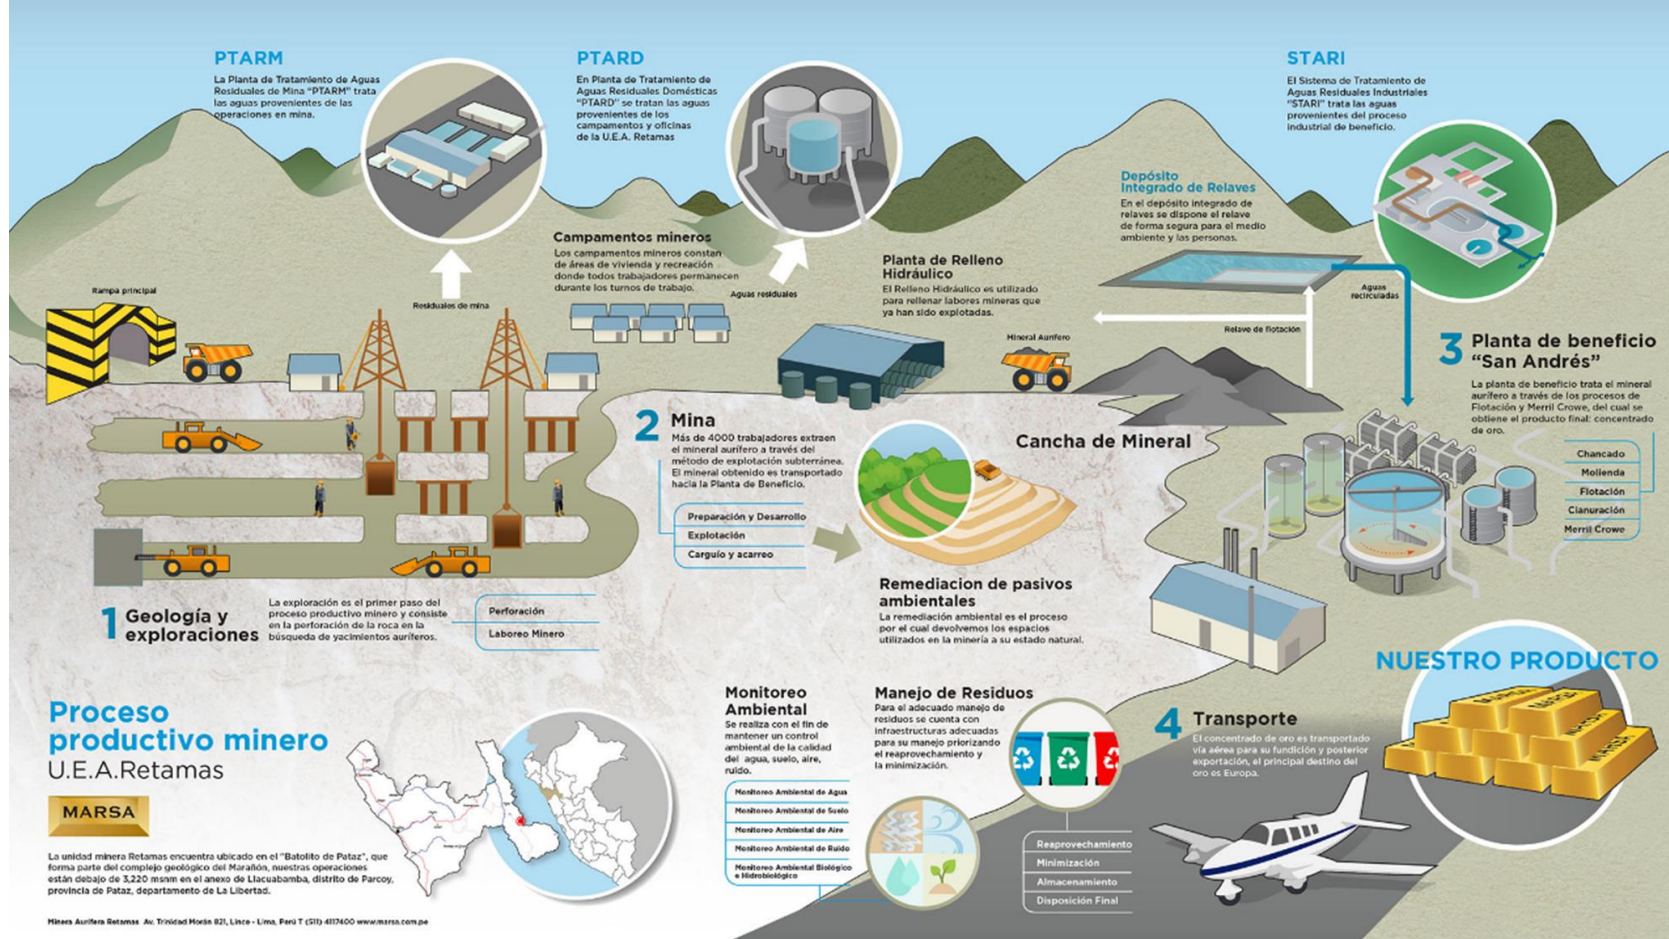 PTARM
La Planta de Tratamiento de Aguas
Residuales de Mina "PTARM" trata
las aguas provenientes de las
operaciones en mina.
PTARD
En Planta de Tratamiento de
Aguas Residuales Domésticas
"PTARD" se tratan las aguas
provenientes de los
campamentos y oficinas
de la U.E.A. Retamas
STARI
El Sistema de Tratamiento de
Aguas Residuales Industriales
"STARI" trata las aguas
provenientes del proceso
industrial de beneficio.
Depósito
Integrado de Relaves
En el depósito integrado de
relaves se dispone el relave
de forma segura para el medio
ambiente y las personas.
Campamentos mineros
Los campamentos mineros constan
de áreas de vivienda y recreación
donde todos trabajadores permanecen
durante los turnos de trabajo.
Planta de Relleno
Hidráulico
El Relleno Hidráulico es utilizado
para rellenar labores mineras que
ya han sido explotadas.
Rampa principal
Residuales de mina
Aguas residuales
Aguas
recirculadas
Relave de flotación
Mineral Aurífero
3 Planta de beneficio
"San Andrés"
La planta de beneficio trata el mineral
aurífero a través de los procesos de
Flotación y Merril Crowe, del cual se
obtiene el producto final: concentrado
de oro.
Chancado
Molienda
Flotación
Cianuración
Merril Crowe
2 Mina
Más de 4000 trabajadores extraen
el mineral aurífero a través del
método de explotación subterránea.
El mineral obtenido es transportado
hacia la Planta de Beneficio.
Preparación y Desarrollo
Explotación
Carguío y acarreo
Cancha de Mineral
Remediacion de pasivos
ambientales
La remediación ambiental es el proceso
por el cual devolvemos los espacios
utilizados en la minería a su estado natural.
1 Geología y
exploraciones
La exploración es el primer paso del
proceso productivo minero y consiste
en la perforación de la roca en la
búsqueda de yacimientos auríferos.
Perforación
Laboreo Minero
Proceso
productivo minero
U.E.A.Retamas
MARSA
La unidad minera Retamas encuentra ubicado en el "Batolito de Pataz", que
forma parte del complejo geológico del Marañón, nuestras operaciones
están debajo de 3,220 msnm en el anexo de Llacuabamba, distrito de Parcoy,
provincia de Pataz, departamento de La Libertad.
Minera Aurífera Retamas Av. Trinidad Morán 821, Lince - Lima, Perú T (511) 4117400 www.marsa.com.pe
Monitoreo
Ambiental
Se realiza con el fin de
mantener un control
ambiental de la calidad
del agua, suelo, aire,
ruido.
Monitoreo Ambiental de Agua
Monitoreo Ambiental de Suelo
Monitoreo Ambiental de Aire
Monitoreo Ambiental de Ruido
Monitoreo Ambiental Biológico
e Hidrobiológico
Manejo de Residuos
Para el adecuado manejo de
residuos se cuenta con
infraestructuras adecuadas
para su manejo priorizando
el reaprovechamiento y
la minimización.
Reaprovechamiento
Minimización
Almacenamiento
Disposición Final
4 Transporte
El concentrado de oro es transportado
vía aérea para su fundición y posterior
exportación, el principal destino del
oro es Europa.
NUESTRO PRODUCTO
MARSA
MARSA
MARSA
MARSA